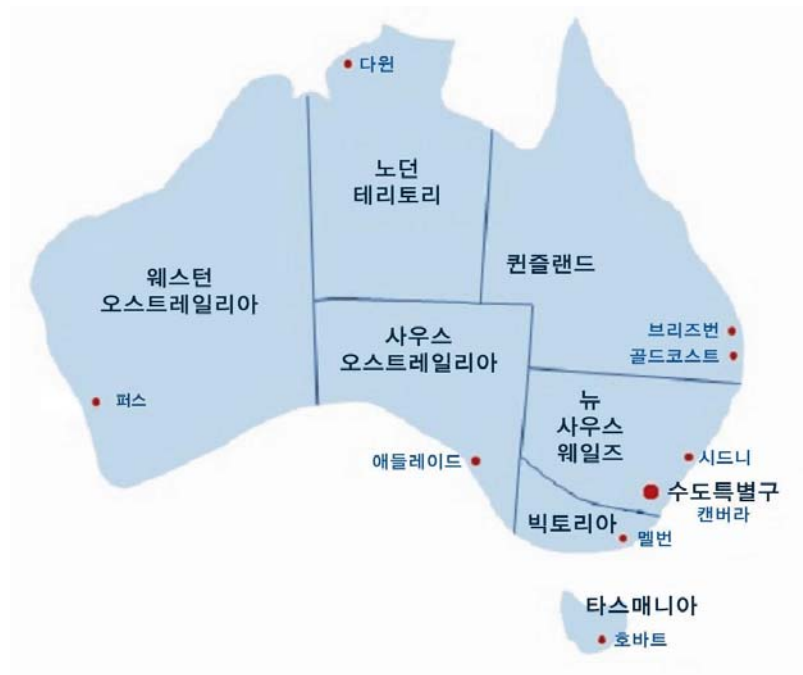 다윈
노던
테리토리
퀸즐랜드
웨스턴
오스트레일리아
사우스
오스트레일리아
브리즈번
골드코스트
퍼스
뉴
사우스
웨일즈
애들레이드
시드니
수도특별구
캔버라
빅토리아
멜번
타스매니아
호바트